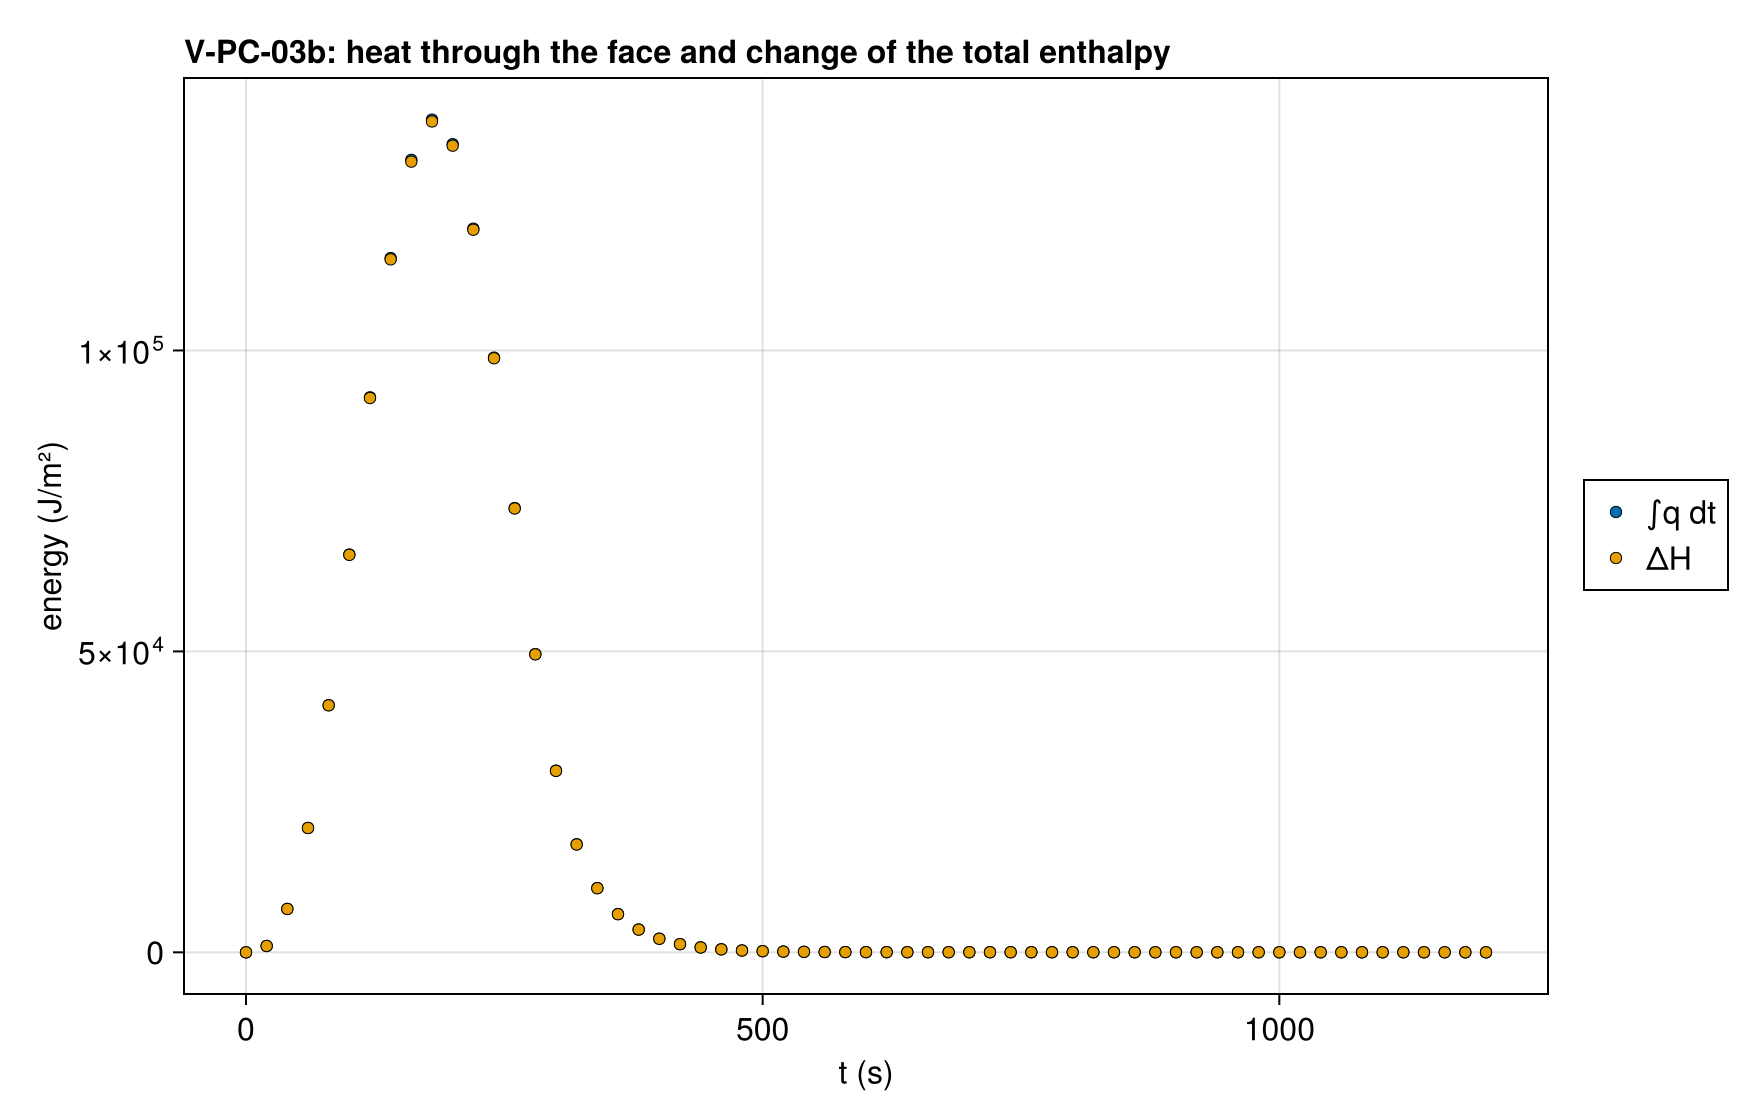 V-PC-03b: heat through the face and change of the total enthalpy
energy (J/m²)
1×10⁵
5×10⁴
0
0 500 1000
t (s)
∫q dt
ΔH